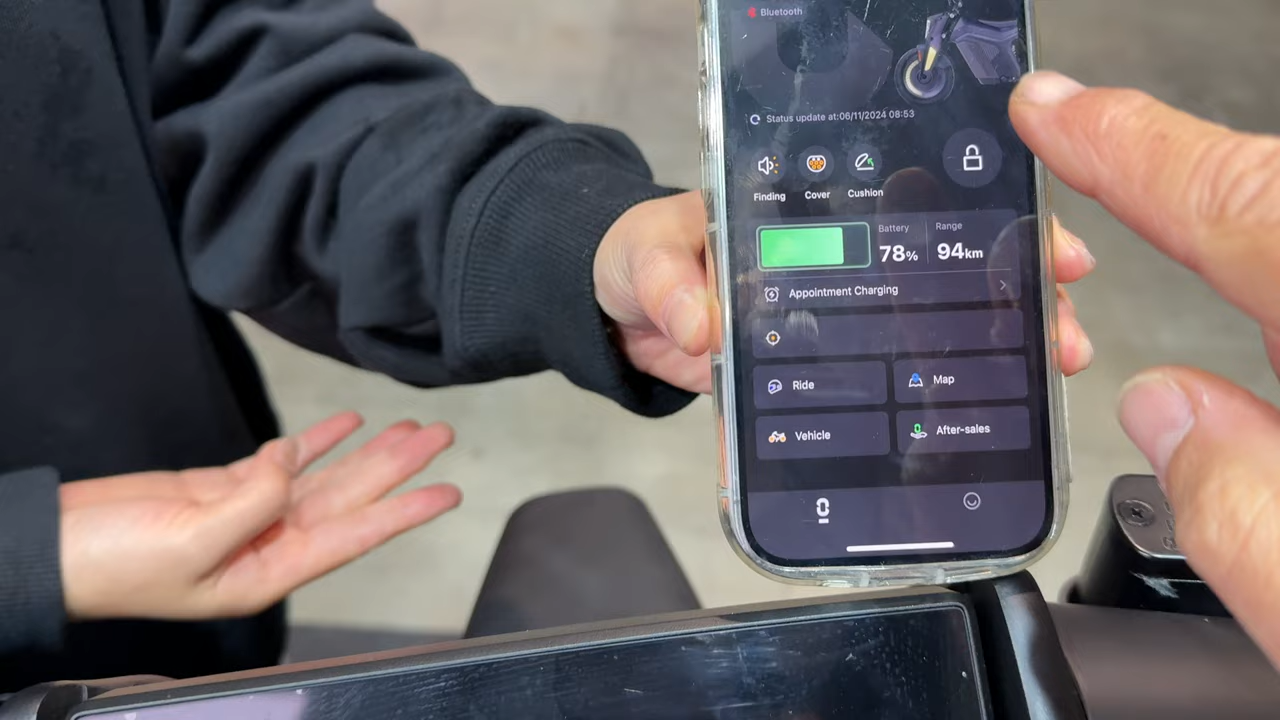 Bluetooth
Status update at:06/11/2024 08:53
Finding
Cover
Cushion
Battery
Range
78%
94km
Appointment Charging
Ride
Map
Vehicle
After-sales